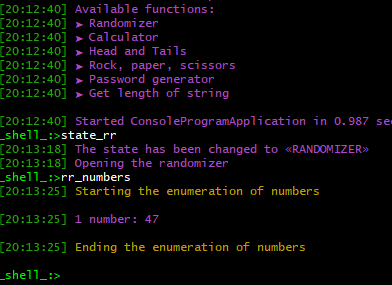 [20:12:40] Available functions:
[20:12:40] ➤ Randomizer
[20:12:40] ➤ Calculator
[20:12:40] ➤ Head and Tails
[20:12:40] ➤ Rock, paper, scissors
[20:12:40] ➤ Password generator
[20:12:40] ➤ Get length of string
[20:12:40] Started ConsoleProgramApplication in 0.987 sec
_shell_:>state_rr
[20:13:18] The state has been changed to «RANDOMIZER»
[20:13:18] Opening the randomizer
_shell_:>rr_numbers
[20:13:25] Starting the enumeration of numbers
[20:13:25] 1 number: 47
[20:13:25] Ending the enumeration of numbers
_shell_:>